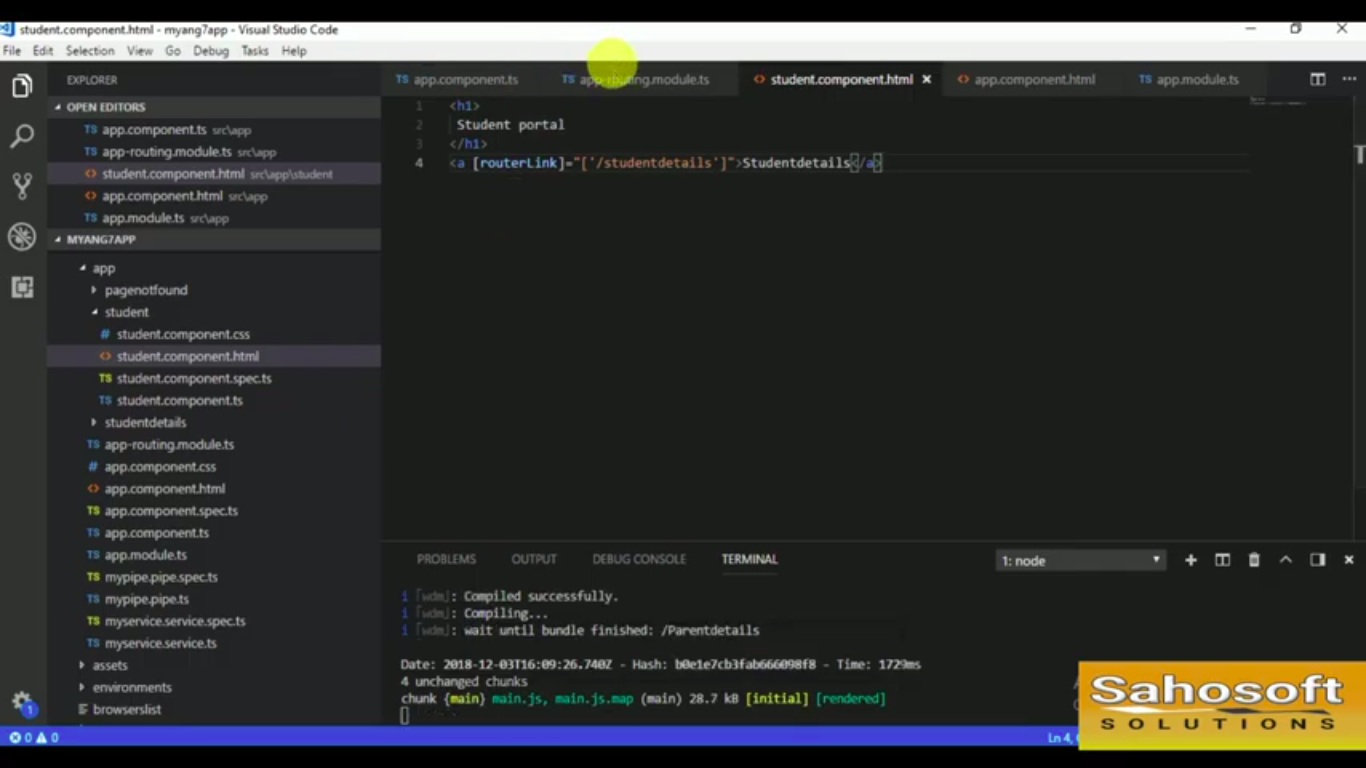 student.component.html - myang7app - Visual Studio Code
File Edit Selection View Go Debug Tasks Help
EXPLORER
OPEN EDITORS
TS app.component.ts src\app
TS app-routing.module.ts src\app
<> student.component.html src\app\student
<> app.component.html src\app
TS app.module.ts src\app
MYANG7APP
app
pagenotfound
student
# student.component.css
<> student.component.html
TS student.component.spec.ts
TS student.component.ts
studentdetails
TS app-routing.module.ts
# app.component.css
<> app.component.html
TS app.component.spec.ts
TS app.component.ts
TS app.module.ts
TS mypipe.pipe.spec.ts
TS mypipe.pipe.ts
TS myservice.service.spec.ts
TS myservice.service.ts
assets
environments
browserslist
TS app.component.ts TS app-routing.module.ts <> student.component.html <> app.component.html TS app.module.ts
1 <h1>
2 Student portal
3 </h1>
4 <a [routerLink]="['/studentdetails']">Studentdetails</a>
PROBLEMS OUTPUT DEBUG CONSOLE TERMINAL 1: node
i ｢wdm｣: Compiled successfully.
i ｢wdm｣: Compiling...
i ｢wdm｣: wait until bundle finished: /Parentdetails
Date: 2018-12-03T16:09:26.740Z - Hash: b0e1e7cb3fab666098f8 - Time: 1729ms
4 unchanged chunks
chunk {main} main.js, main.js.map (main) 28.7 kB [initial] [rendered]
1
0 0
Ln 4,
Sahosoft
SOLUTIONS